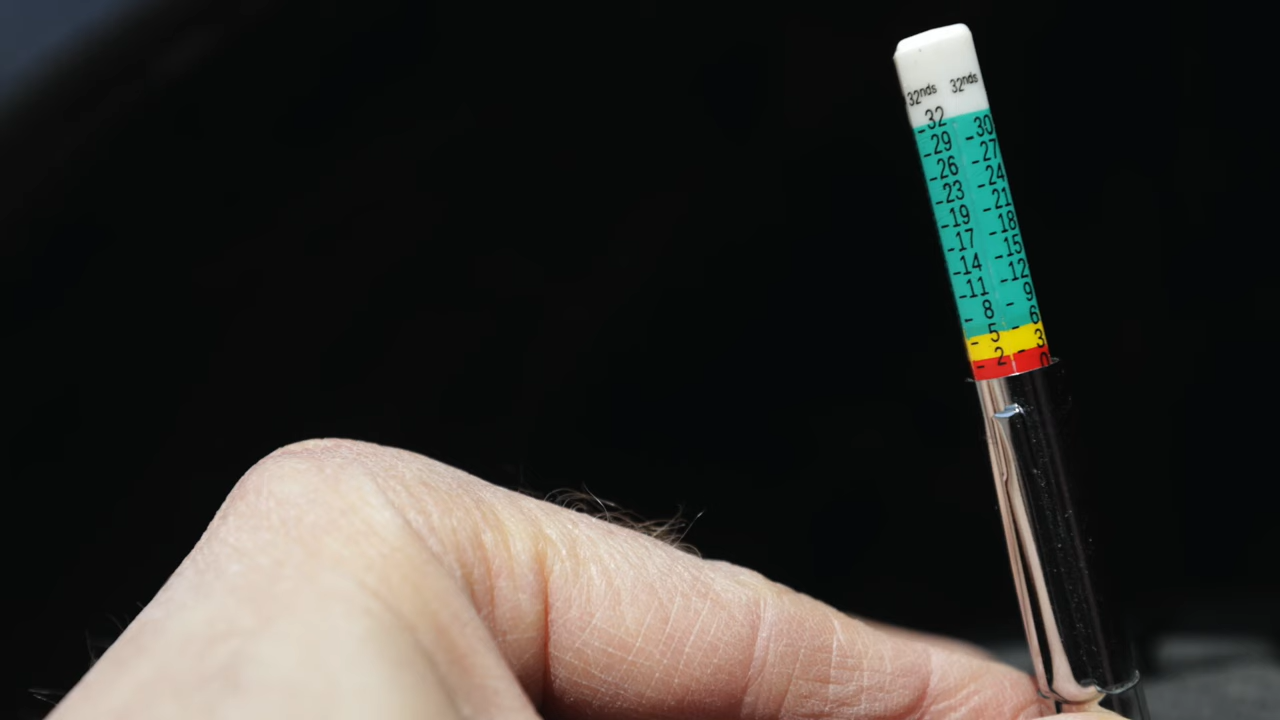 32nds 32nds
-32 -30
-29 -27
-26 -24
-23 -21
-19 -18
-17 -15
-14 -12
-11 - 9
- 8 - 6
- 5 - 3
- 2 0